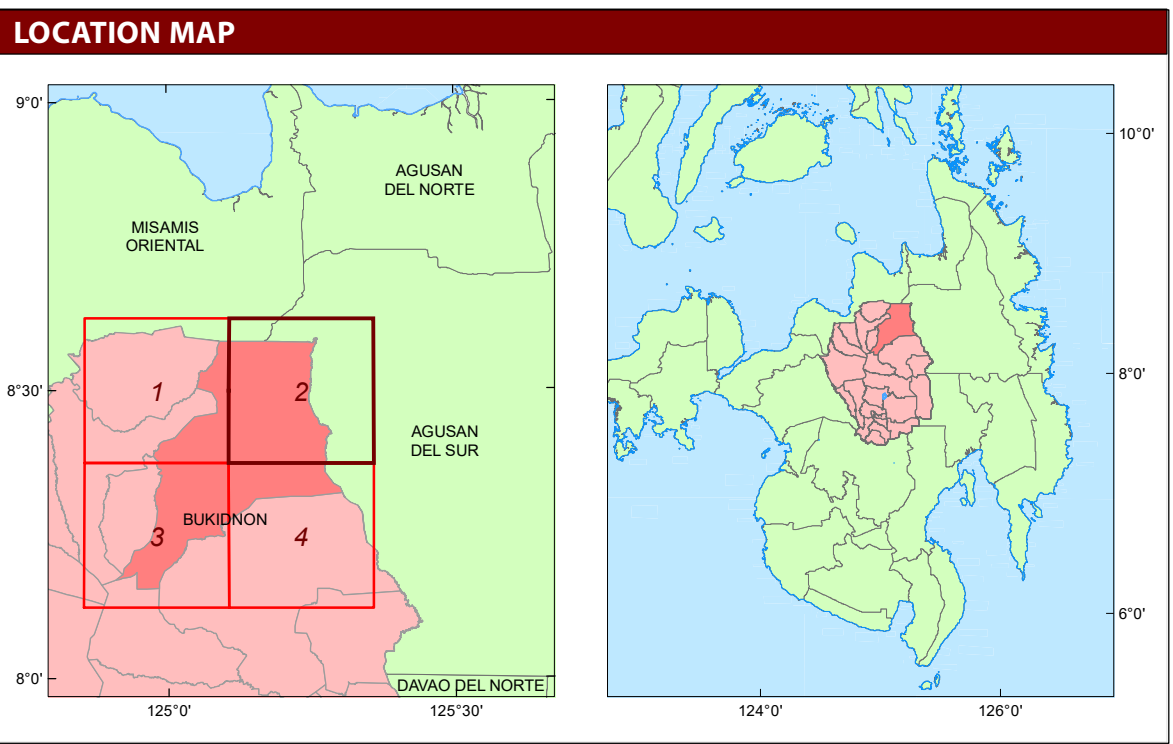 LOCATION MAP
9°0'
8°30'
8°0'
125°0'
125°30'
AGUSAN
DEL NORTE
MISAMIS
ORIENTAL
1
2
AGUSAN
DEL SUR
BUKIDNON
3
4
DAVAO DEL NORTE
10°0'
8°0'
6°0'
124°0'
126°0'